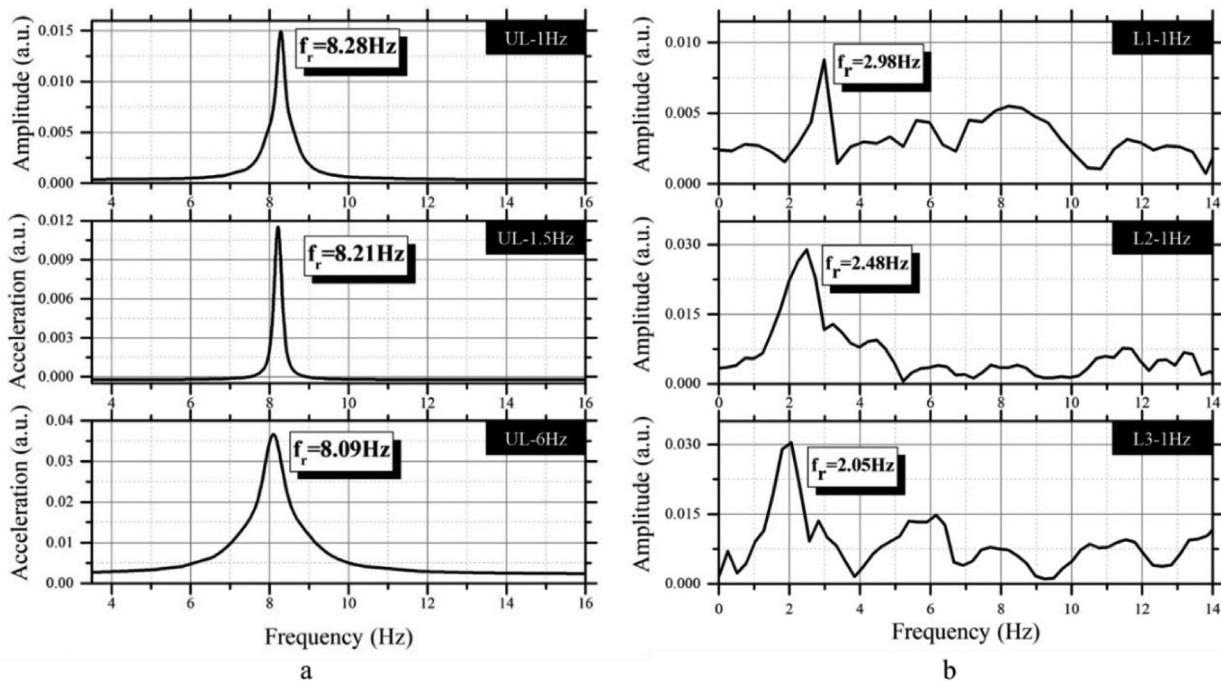 Amplitude (a.u.)
0.015
0.010
0.005
0.000
f_r=8.28Hz
UL-1Hz
4 6 8 10 12 14 16
Acceleration (a.u.)
0.012
0.009
0.006
0.003
0.000
f_r=8.21Hz
UL-1.5Hz
4 6 8 10 12 14 16
Acceleration (a.u.)
0.04
0.03
0.02
0.01
0.00
f_r=8.09Hz
UL-6Hz
4 6 8 10 12 14 16
Frequency (Hz)
a
Amplitude (a.u.)
0.010
0.005
0.000
f_r=2.98Hz
L1-1Hz
0 2 4 6 8 10 12 14
Amplitude (a.u.)
0.030
0.015
0.000
f_r=2.48Hz
L2-1Hz
0 2 4 6 8 10 12 14
Amplitude (a.u.)
0.030
0.015
0.000
f_r=2.05Hz
L3-1Hz
0 2 4 6 8 10 12 14
Frequency (Hz)
b